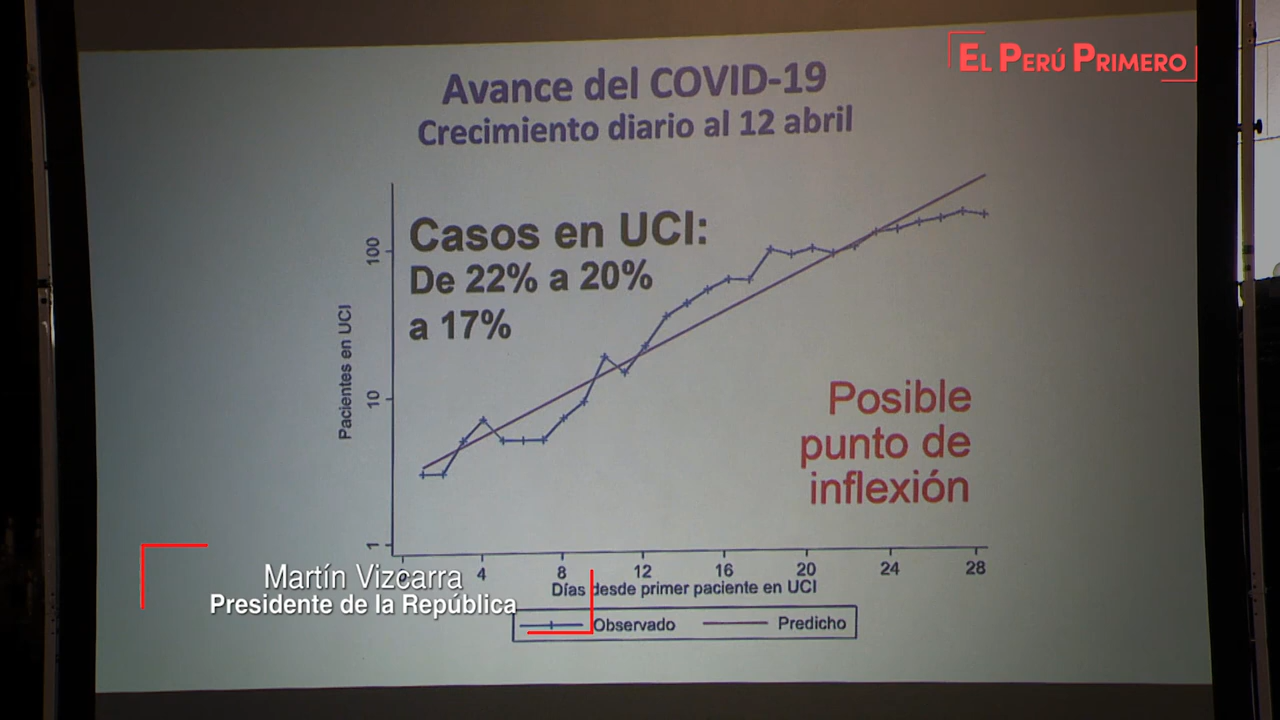 EL PERÚ PRIMERO
Avance del COVID-19
Crecimiento diario al 12 abril
Casos en UCI:
De 22% a 20%
a 17%
Posible
punto de
inflexión
Pacientes en UCI
100
10
1
0 4 8 12 16 20 24 28
Días desde primer paciente en UCI
Observado Predicho
Martín Vizcarra
Presidente de la República